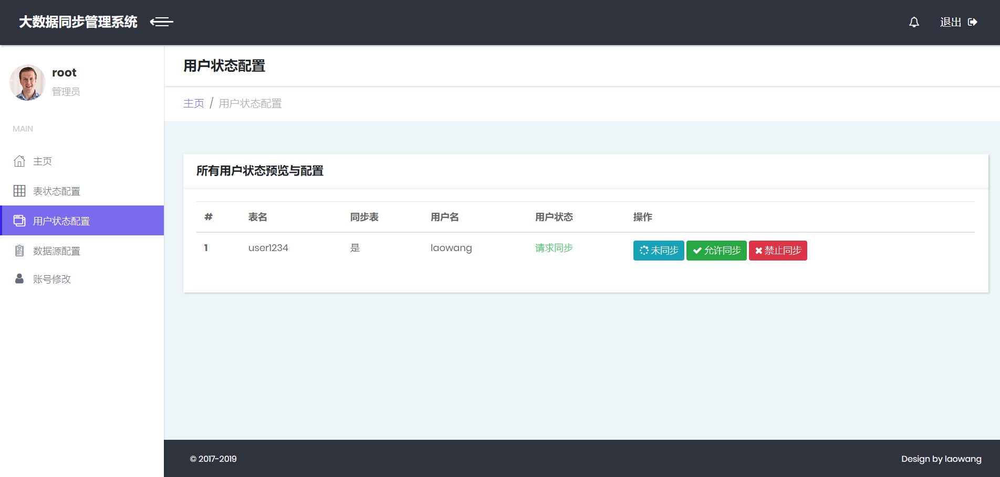 大数据同步管理系统
退出
root
管理员
MAIN
主页
表状态配置
用户状态配置
数据源配置
账号修改
用户状态配置
主页 / 用户状态配置
所有用户状态预览与配置
# 表名 同步表 用户名 用户状态 操作
1 user1234 是 laowang 请求同步 未同步 允许同步 禁止同步
© 2017-2019
Design by laowang